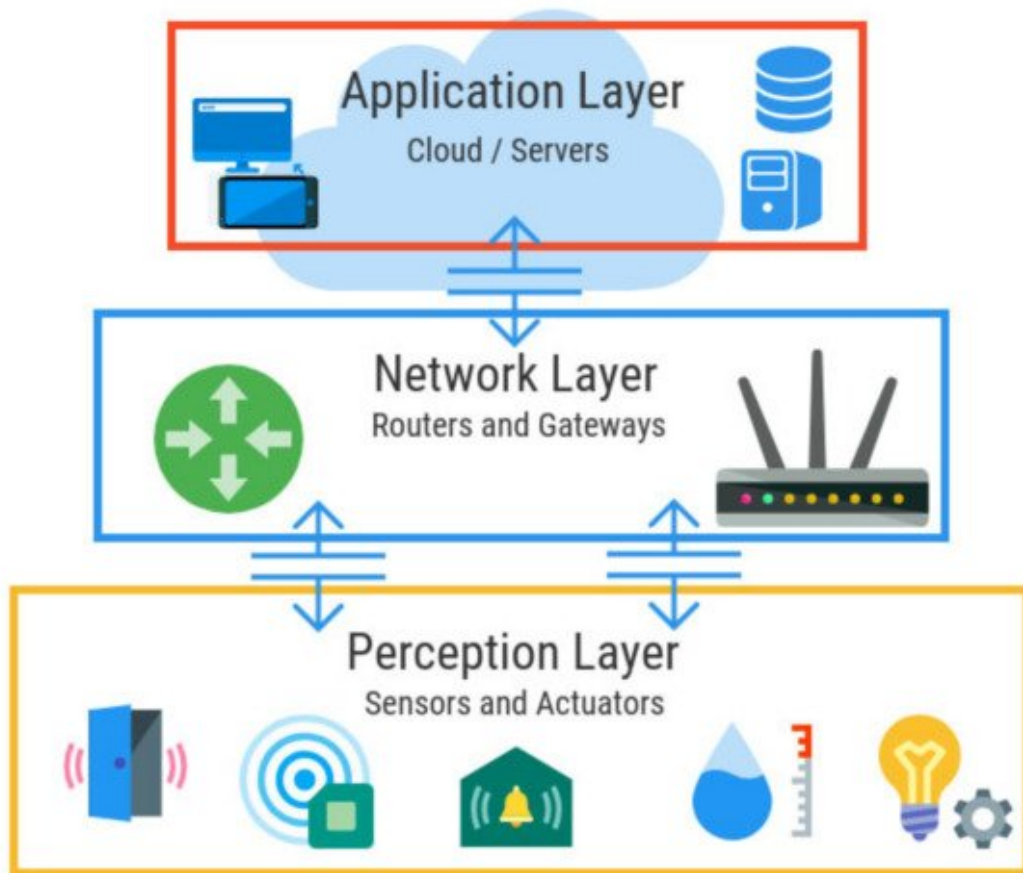 Application Layer
Cloud / Servers
Network Layer
Routers and Gateways
Perception Layer
Sensors and Actuators